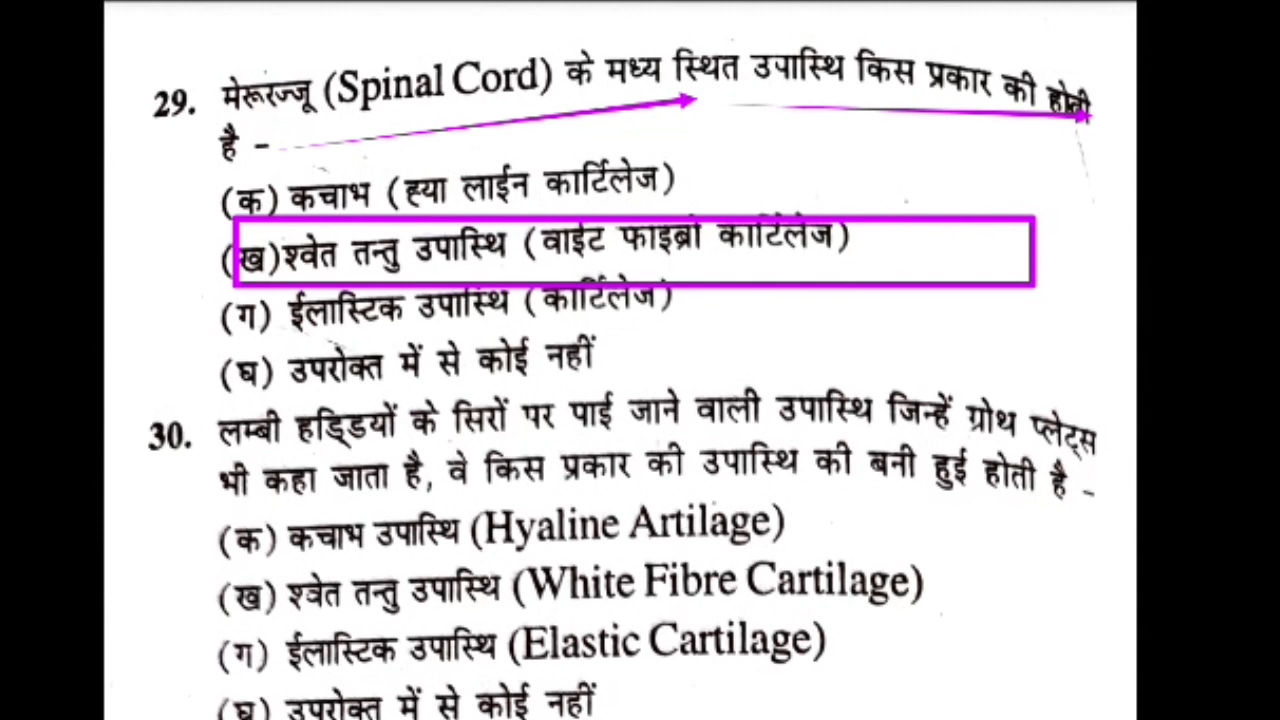 29. मेरूरज्जू (Spinal Cord) के मध्य स्थित उपास्थि किस प्रकार की होती
है -
(क) कचाभ (ह्या लाईन कार्टिलेज)
(ख) श्वेत तन्तु उपास्थि (वाईट फाइब्रो कार्टिलेज)
(ग) ईलास्टिक उपास्थि (कार्टिलेज)
(घ) उपरोक्त में से कोई नहीं
30. लम्बी हड्डियों के सिरों पर पाई जाने वाली उपास्थि जिन्हें ग्रोथ प्लेट्स
भी कहा जाता है, वे किस प्रकार की उपास्थि की बनी हुई होती है -
(क) कचाभ उपास्थि (Hyaline Artilage)
(ख) श्वेत तन्तु उपास्थि (White Fibre Cartilage)
(ग) ईलास्टिक उपास्थि (Elastic Cartilage)
(घ) उपरोक्त में से कोई नहीं